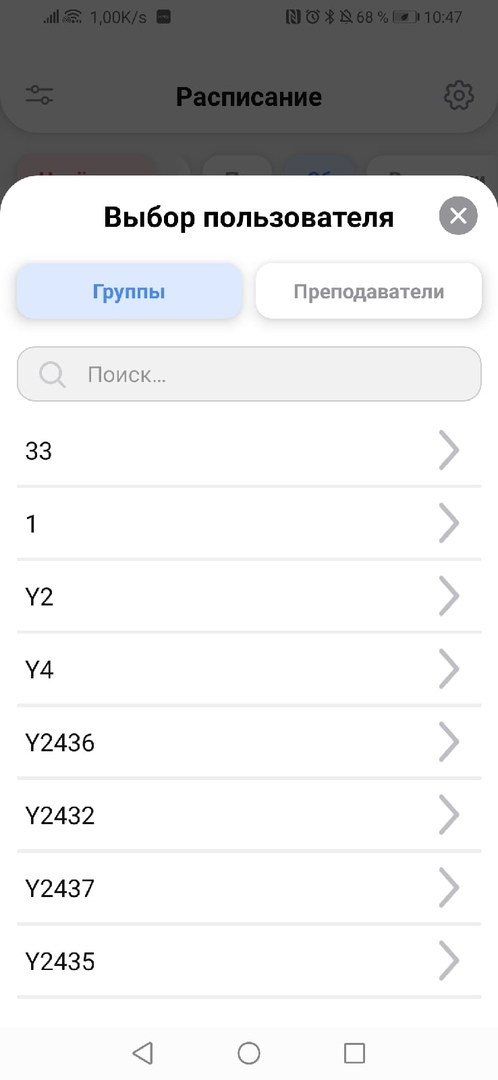 1,00K/s 68 % 10:47
Расписание
Выбор пользователя
Группы Преподаватели
Поиск...
33
1
Y2
Y4
Y2436
Y2432
Y2437
Y2435